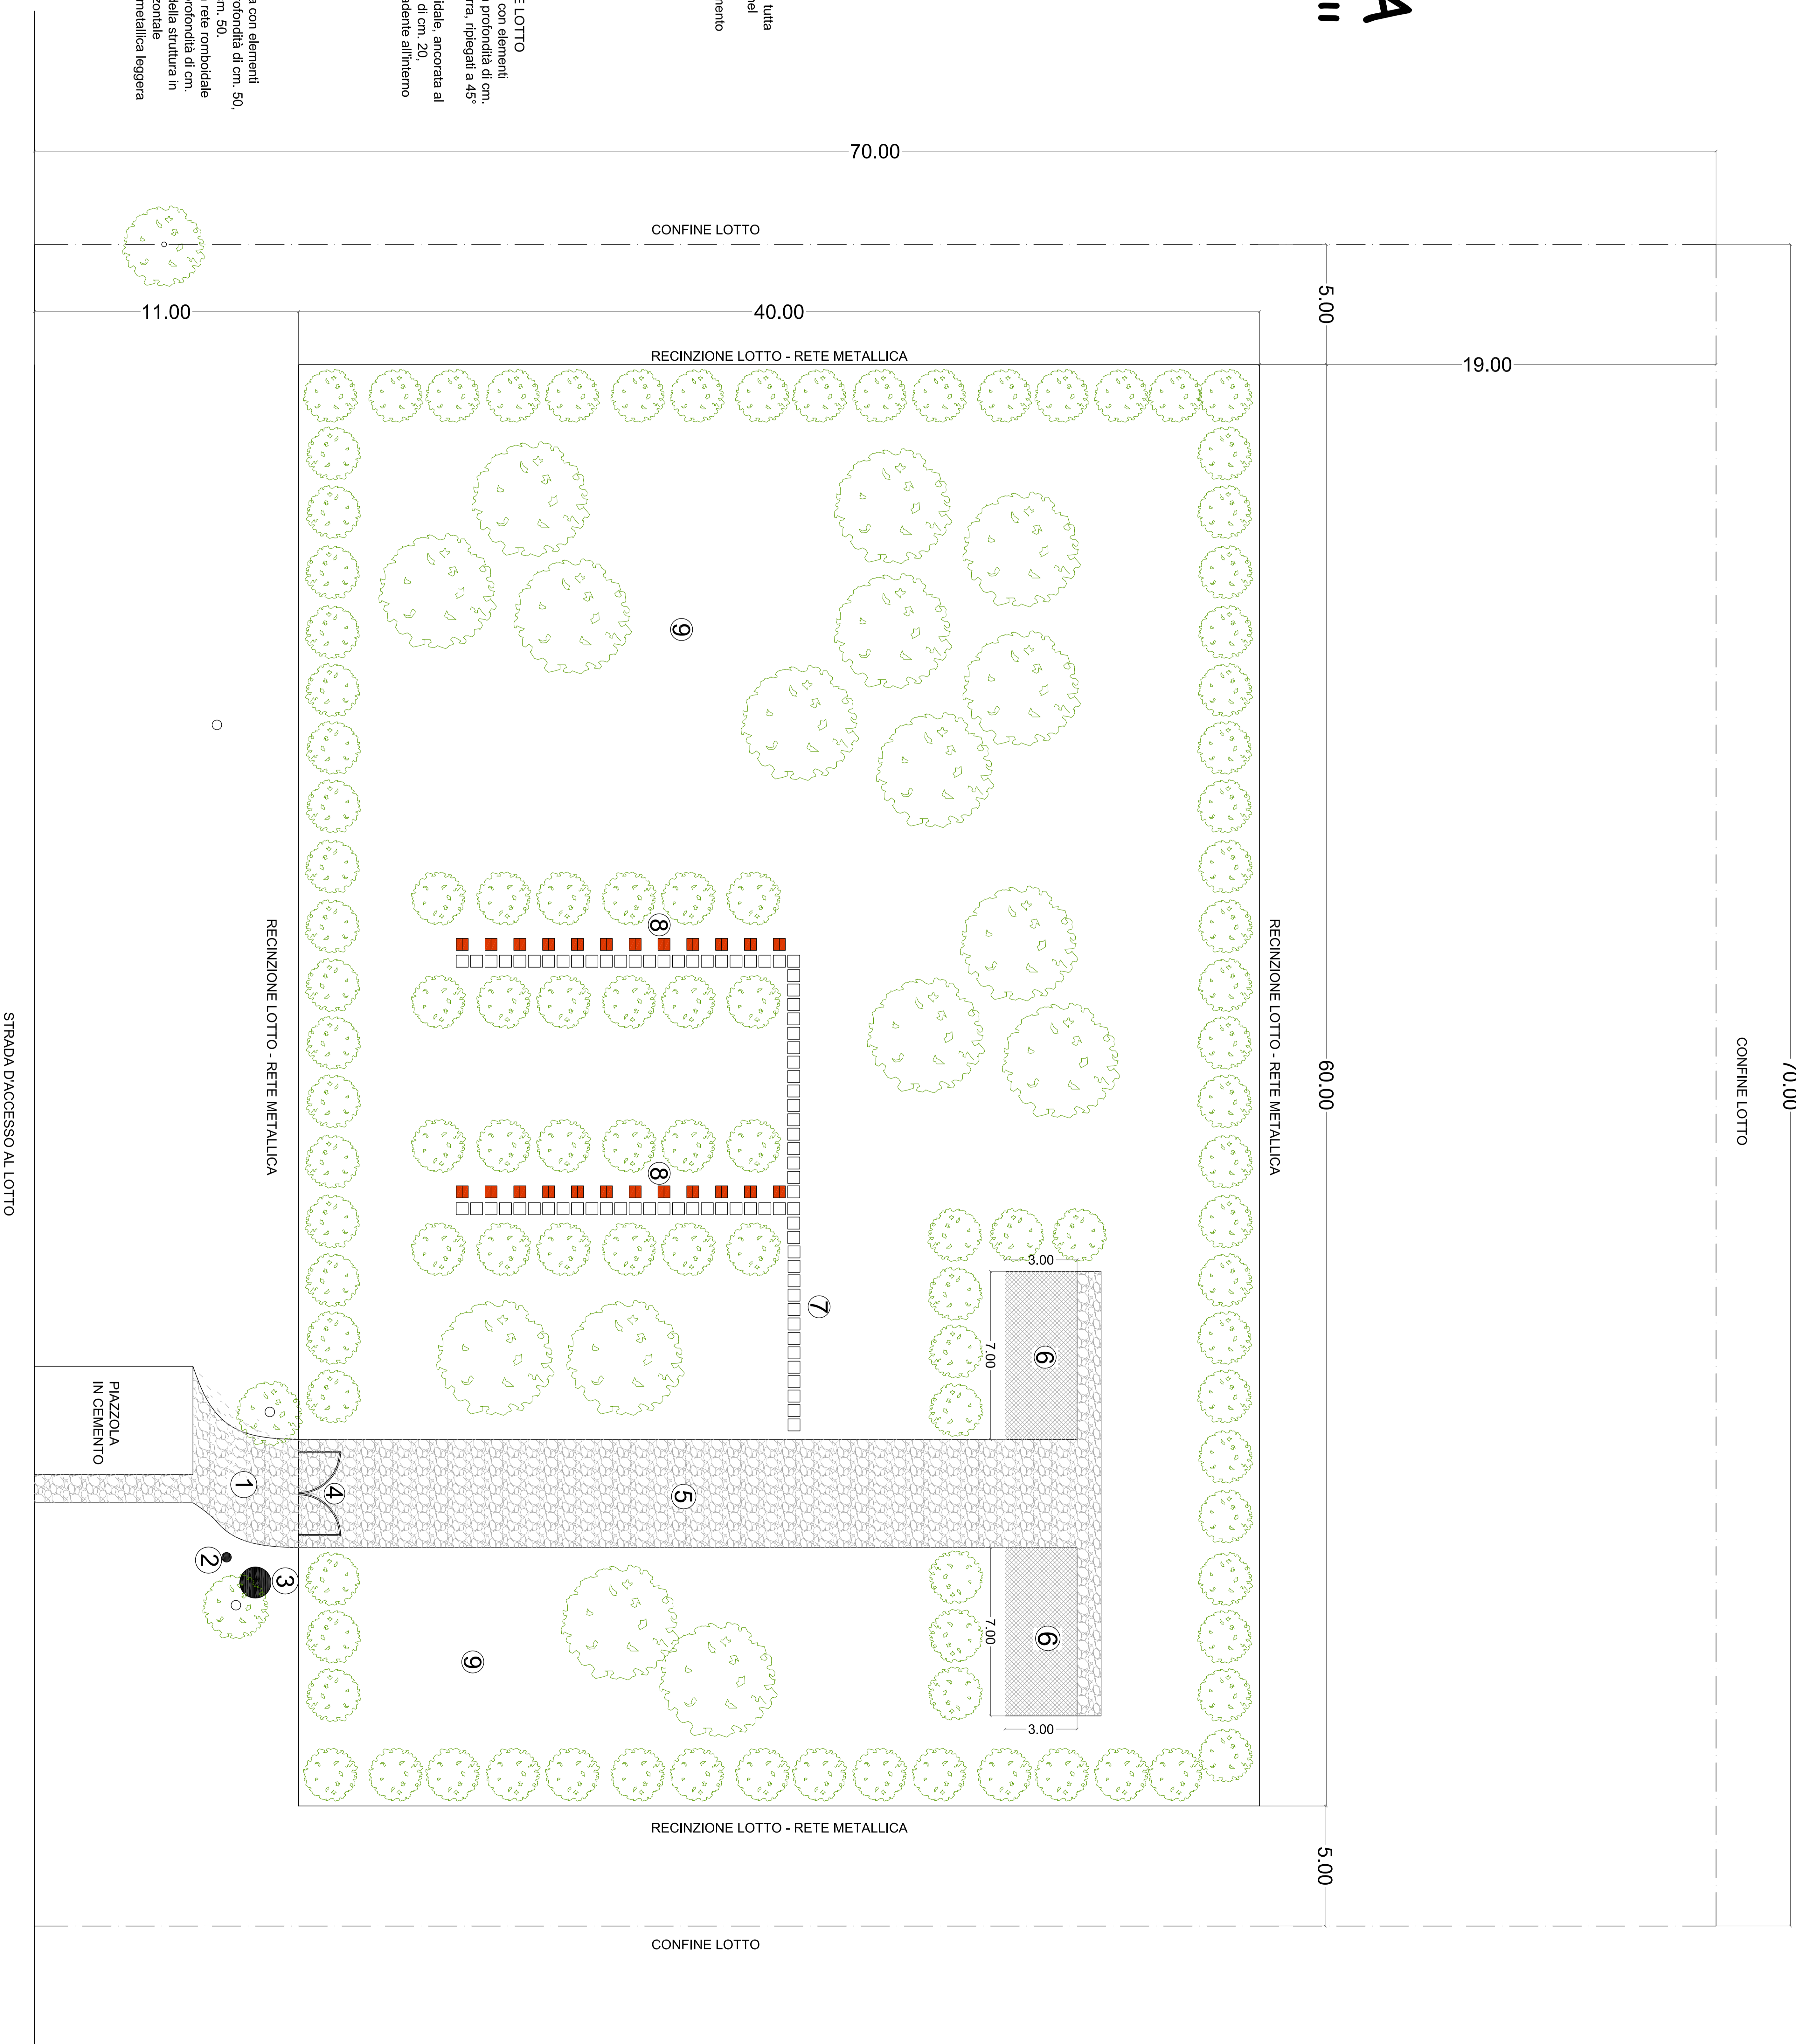 A
"
tutta
nel
mento
E LOTTO
con elementi
profondità di cm.
rra, ripiegati a 45°
idale, ancorata al
di cm. 20,
adente all'interno
a con elementi
rofondità di cm. 50,
m. 50.
rete romboidale
profondità di cm.
della struttura in
zontale
metallica leggera
70.00
CONFINE LOTTO
11.00
40.00
5.00
RECINZIONE LOTTO - RETE METALLICA
19.00
9
8
8
7
RECINZIONE LOTTO - RETE METALLICA
RECINZIONE LOTTO - RETE METALLICA
60.00
CONFINE LOTTO
70.00
STRADA D'ACCESSO AL LOTTO
3.00
7.00
6
PIAZZOLA
IN CEMENTO
1
4
5
2
3
7.00
6
3.00
9
RECINZIONE LOTTO - RETE METALLICA
5.00
CONFINE LOTTO